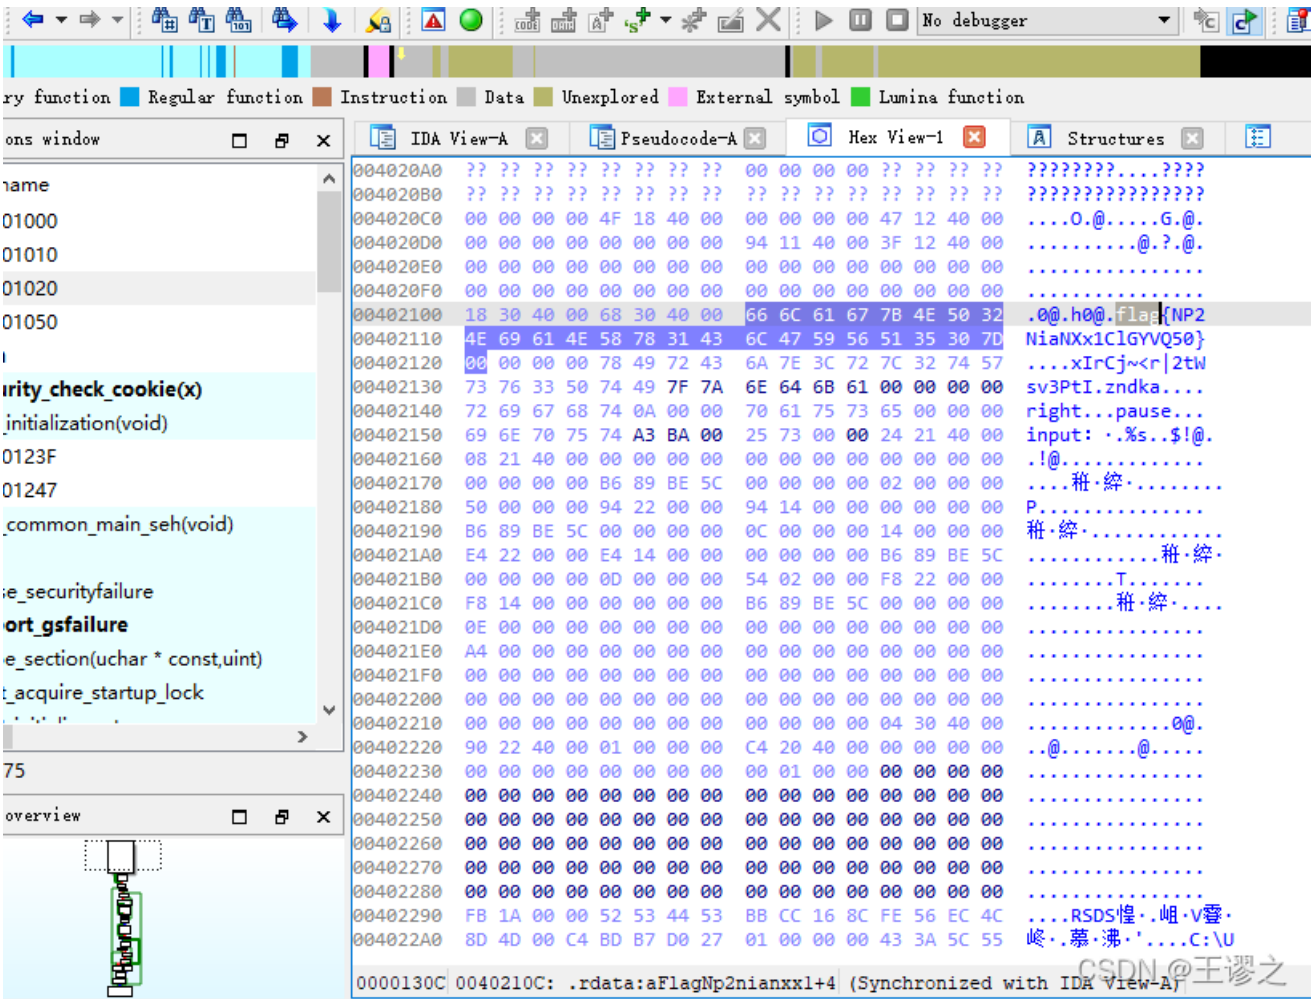 No debugger
ry function Regular function Instruction Data Unexplored External symbol Lumina function
ons window
IDA View-A
Pseudocode-A
Hex View-1
Structures
name
01000
01010
01020
01050
urity_check_cookie(x)
_initialization(void)
0123F
01247
_common_main_seh(void)
se_securityfailure
port_gsfailure
pe_section(uchar * const,uint)
t_acquire_startup_lock
75
overview
004020A0 ?? ?? ?? ?? ?? ?? ?? ?? 00 00 00 00 ?? ?? ?? ?? ????????....????
004020B0 ?? ?? ?? ?? ?? ?? ?? ?? ?? ?? ?? ?? ?? ?? ?? ?? ????????????????
004020C0 00 00 00 00 4F 18 40 00 00 00 00 00 47 12 40 00 ....O.@.....G.@.
004020D0 00 00 00 00 00 00 00 00 94 11 40 00 3F 12 40 00 ..........@.?.@.
004020E0 00 00 00 00 00 00 00 00 00 00 00 00 00 00 00 00 ................
004020F0 00 00 00 00 00 00 00 00 00 00 00 00 00 00 00 00 ................
00402100 18 30 40 00 68 30 40 00 66 6C 61 67 7B 4E 50 32 .0@.h0@.flag{NP2
00402110 4E 69 61 4E 58 78 31 43 6C 47 59 56 51 35 30 7D NiaNXx1ClGYVQ50}
00402120 00 00 00 00 78 49 72 43 6A 7E 3C 72 7C 32 74 57 ....xIrCj~<r|2tW
00402130 73 76 33 50 74 49 7F 7A 6E 64 6B 61 00 00 00 00 sv3PtI.zndka....
00402140 72 69 67 68 74 0A 00 00 70 61 75 73 65 00 00 00 right...pause...
00402150 69 6E 70 75 74 A3 BA 00 25 73 00 00 24 21 40 00 input: ·.%s..$!@.
00402160 08 21 40 00 00 00 00 00 00 00 00 00 00 00 00 00 .!@.............
00402170 00 00 00 00 B6 89 BE 5C 00 00 00 00 02 00 00 00
00402180 50 00 00 00 94 22 00 00 94 14 00 00 00 00 00 00 P...............
00402190 B6 89 BE 5C 00 00 00 00 0C 00 00 00 14 00 00 00
004021A0 E4 22 00 00 E4 14 00 00 00 00 00 00 B6 89 BE 5C
004021B0 00 00 00 00 0D 00 00 00 54 02 00 00 F8 22 00 00 ........T.......
004021C0 F8 14 00 00 00 00 00 00 B6 89 BE 5C 00 00 00 00
004021D0 0E 00 00 00 00 00 00 00 00 00 00 00 00 00 00 00 ................
004021E0 A4 00 00 00 00 00 00 00 00 00 00 00 00 00 00 00 ................
004021F0 00 00 00 00 00 00 00 00 00 00 00 00 00 00 00 00 ................
00402200 00 00 00 00 00 00 00 00 00 00 00 00 00 00 00 00 ................
00402210 00 00 00 00 00 00 00 00 00 00 00 00 04 30 40 00 .............0@.
00402220 90 22 40 00 01 00 00 00 C4 20 40 00 00 00 00 00 ..@.......@.....
00402230 00 00 00 00 00 00 00 00 00 01 00 00 00 00 00 00 ................
00402240 00 00 00 00 00 00 00 00 00 00 00 00 00 00 00 00 ................
00402250 00 00 00 00 00 00 00 00 00 00 00 00 00 00 00 00 ................
00402260 00 00 00 00 00 00 00 00 00 00 00 00 00 00 00 00 ................
00402270 00 00 00 00 00 00 00 00 00 00 00 00 00 00 00 00 ................
00402280 00 00 00 00 00 00 00 00 00 00 00 00 00 00 00 00 ................
00402290 FB 1A 00 00 52 53 44 53 BB CC 16 8C FE 56 EC 4C
004022A0 8D 4D 00 C4 BD B7 D0 27 01 00 00 00 43 3A 5C 55
0000130C 0040210C: .rdata:aFlagNp2nianxx1+4 (Synchronized with IDA View-A)
CSDN @王谬之